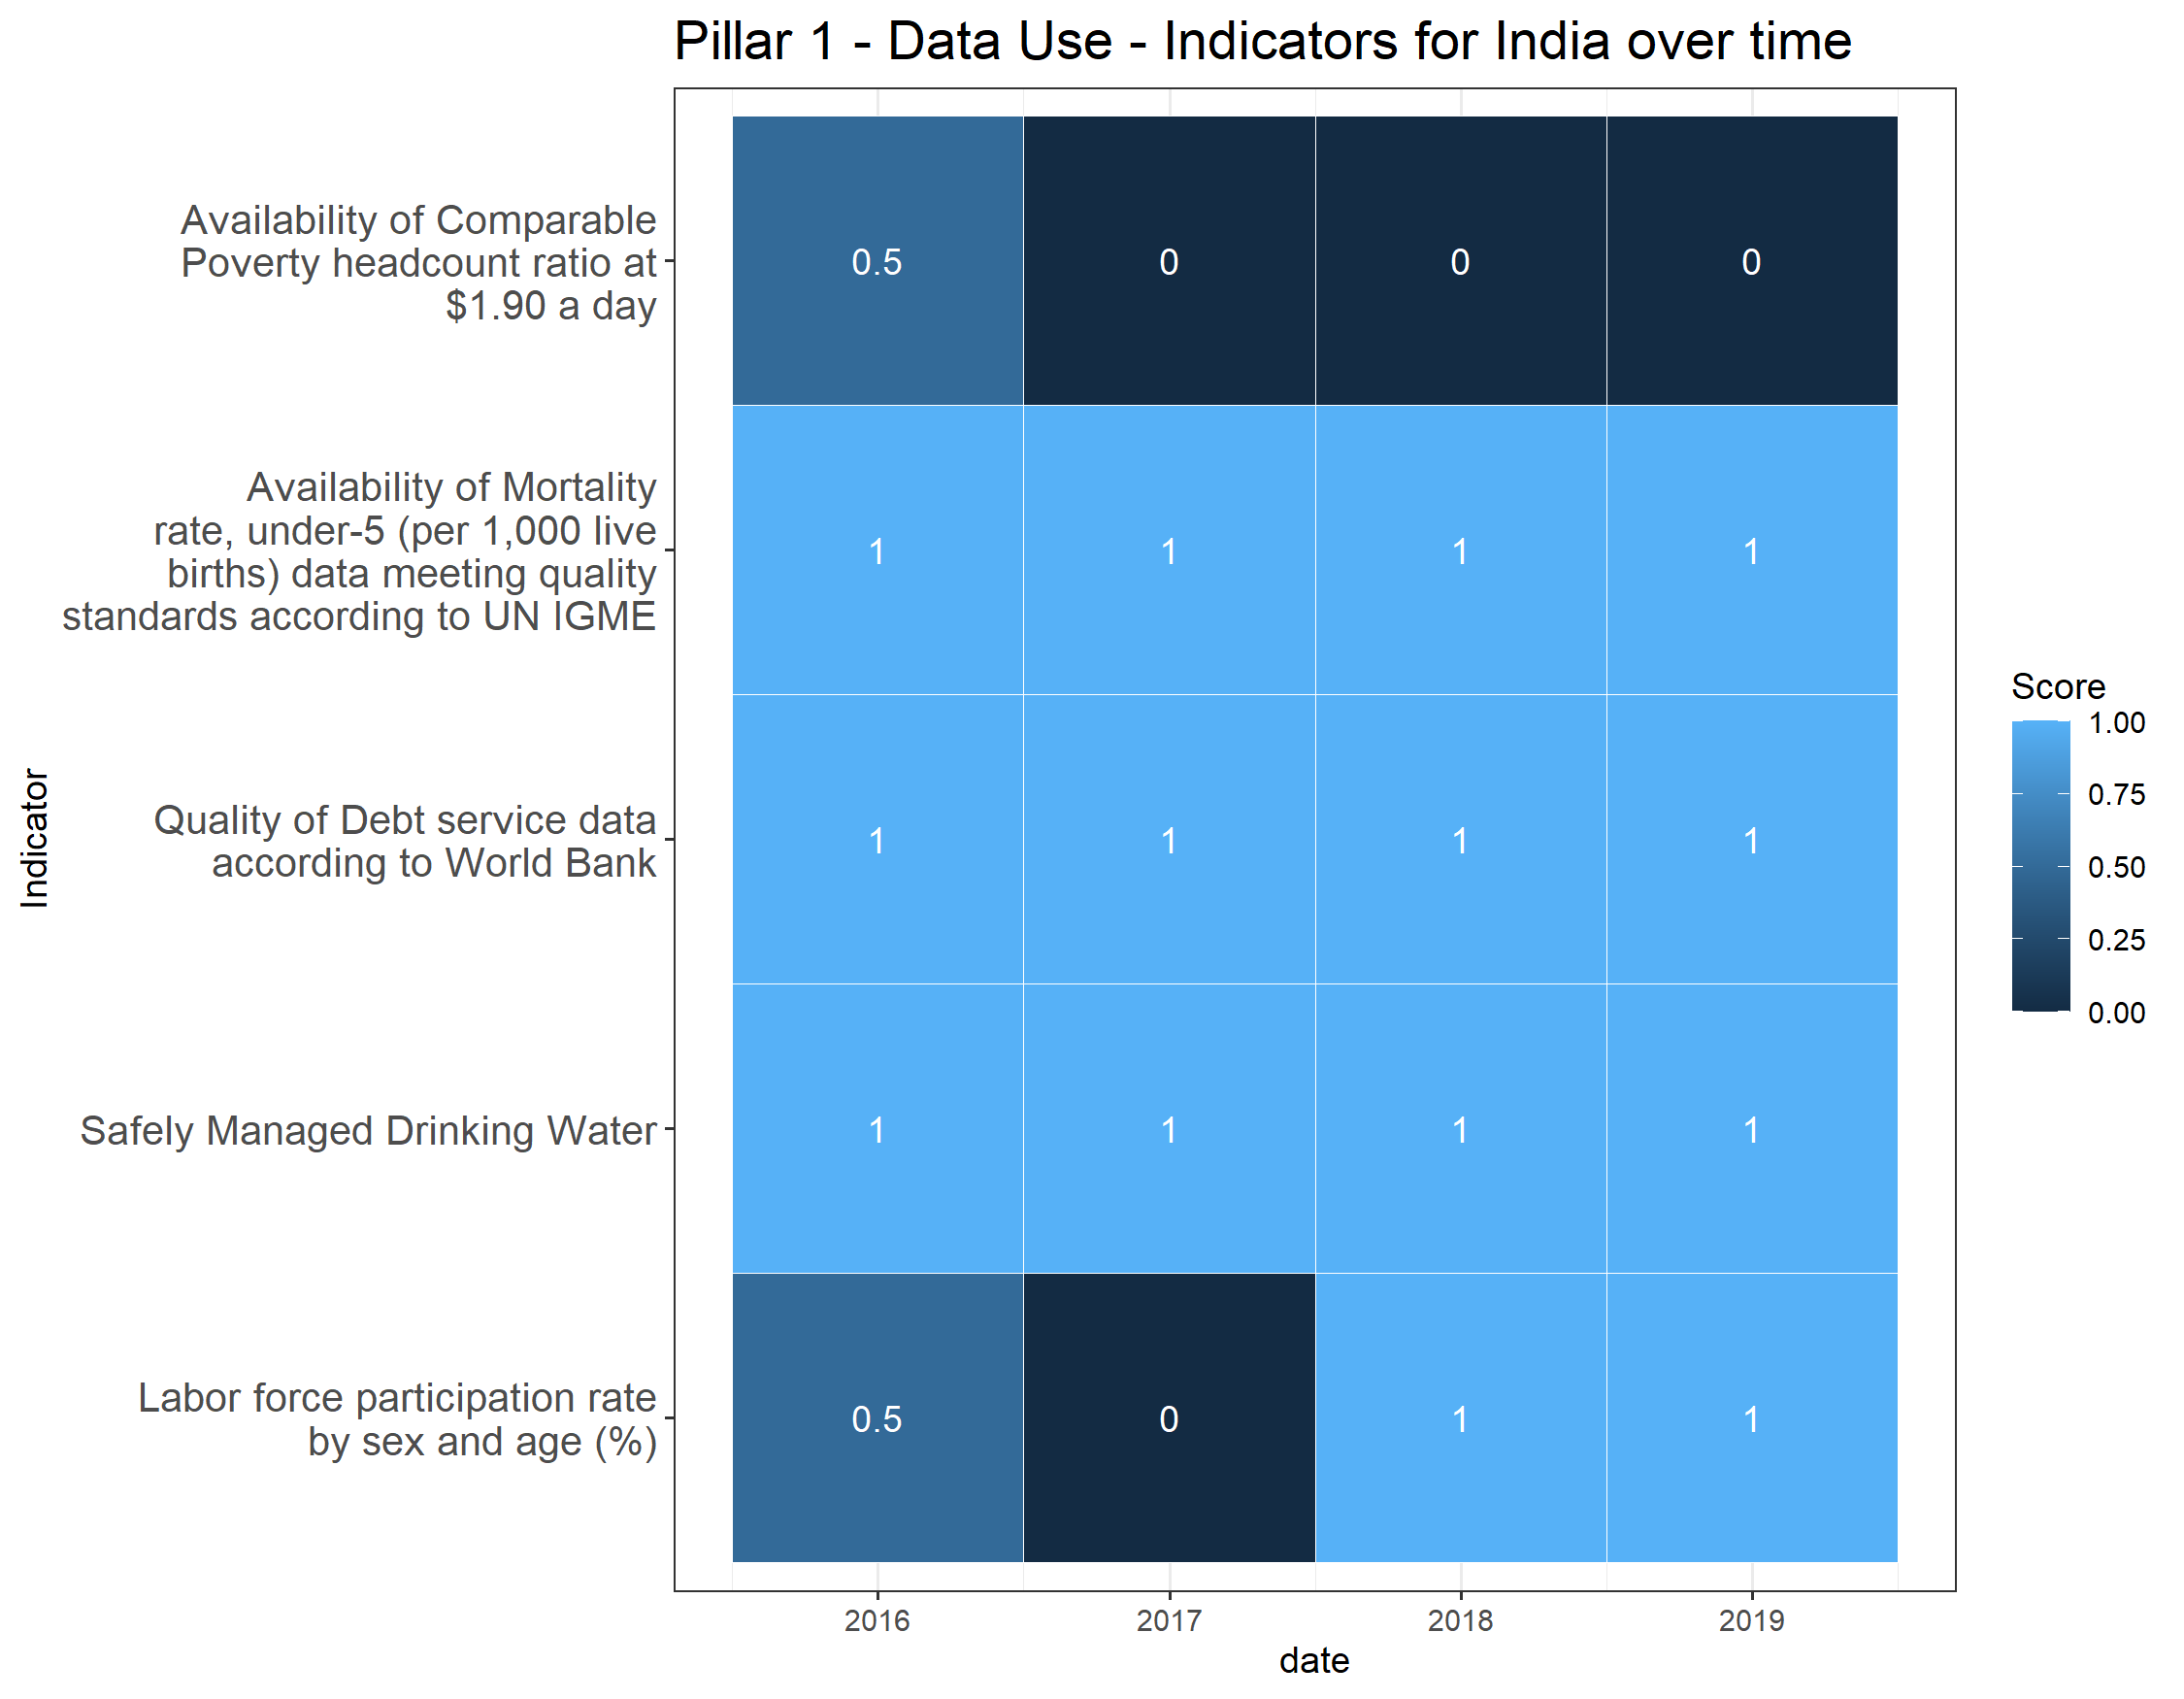 Pillar 1 - Data Use - Indicators for India over time
Indicator
Availability of Comparable
Poverty headcount ratio at
$1.90 a day
0.5 0 0 0
Availability of Mortality
rate, under-5 (per 1,000 live
births) data meeting quality
standards according to UN IGME
1 1 1 1
Quality of Debt service data
according to World Bank
1 1 1 1
Safely Managed Drinking Water
1 1 1 1
Labor force participation rate
by sex and age (%)
0.5 0 1 1
2016 2017 2018 2019
date
Score
1.00
0.75
0.50
0.25
0.00